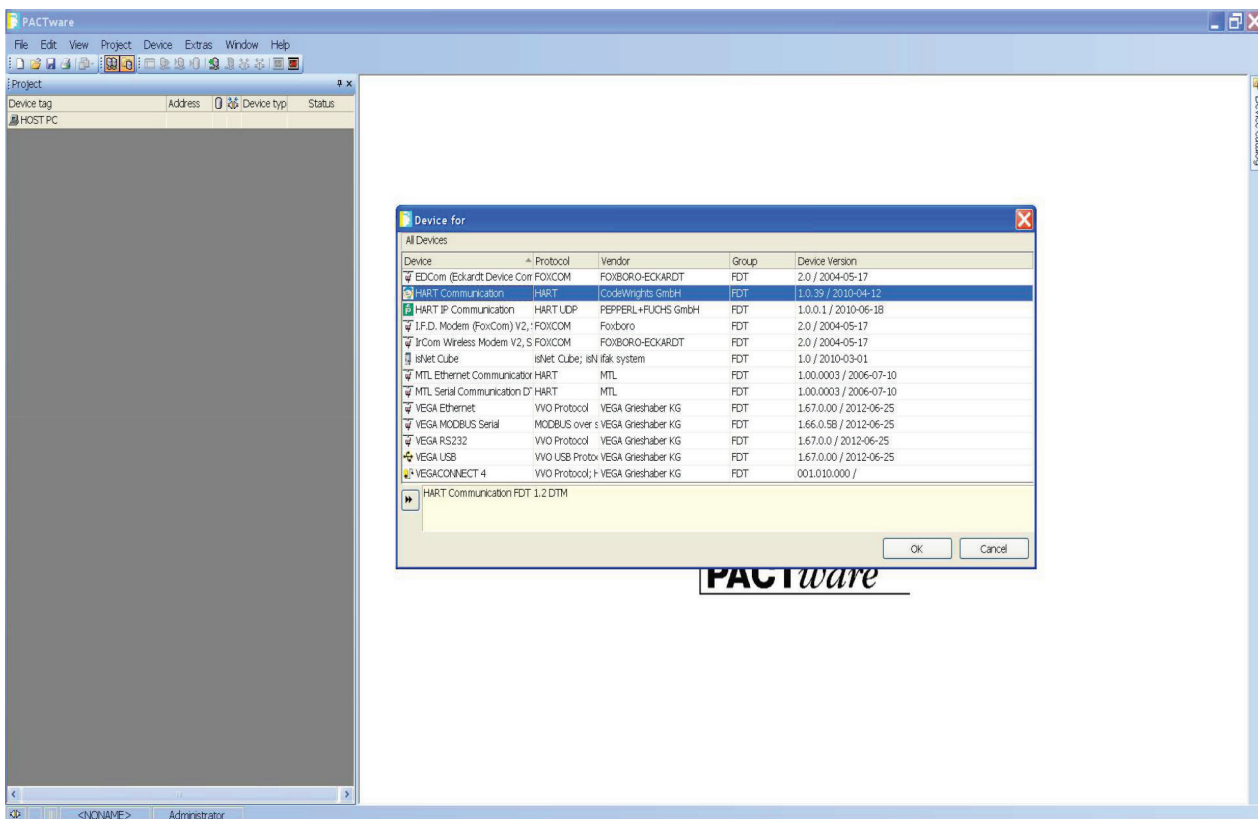 PACTware
File Edit View Project Device Extras Window Help
Project
Device tag Address Device typ Status
HOST PC
Device catalog
Device for
All Devices
Device Protocol Vendor Group Device Version
EDCom (Eckardt Device Com FOXCOM FOXBORO-ECKARDT FDT 2.0 / 2004-05-17
HART Communication HART CodeWrights GmbH FDT 1.0.39 / 2010-04-12
HART IP Communication HART UDP PEPPERL+FUCHS GmbH FDT 1.0.0.1 / 2010-06-18
I.F.D. Modem (FoxCom) V2, FOXCOM Foxboro FDT 2.0 / 2004-05-17
IrCom Wireless Modem V2, S FOXCOM FOXBORO-ECKARDT FDT 2.0 / 2004-05-17
isNet Cube isNet Cube; isN ifak system FDT 1.0 / 2010-03-01
MTL Ethernet Communication HART MTL FDT 1.00.0003 / 2006-07-10
MTL Serial Communication D HART MTL FDT 1.00.0003 / 2006-07-10
VEGA Ethernet VVO Protocol VEGA Grieshaber KG FDT 1.67.0.00 / 2012-06-25
VEGA MODBUS Serial MODBUS over s VEGA Grieshaber KG FDT 1.66.0.58 / 2012-06-25
VEGA RS232 VVO Protocol VEGA Grieshaber KG FDT 1.67.0.0 / 2012-06-25
VEGA USB VVO USB Protoc VEGA Grieshaber KG FDT 1.67.0.00 / 2012-06-25
VEGACONNECT 4 VVO Protocol; H VEGA Grieshaber KG FDT 001.010.000 /
HART Communication FDT 1.2 DTM
OK Cancel
PACTware
<NONAME> Administrator